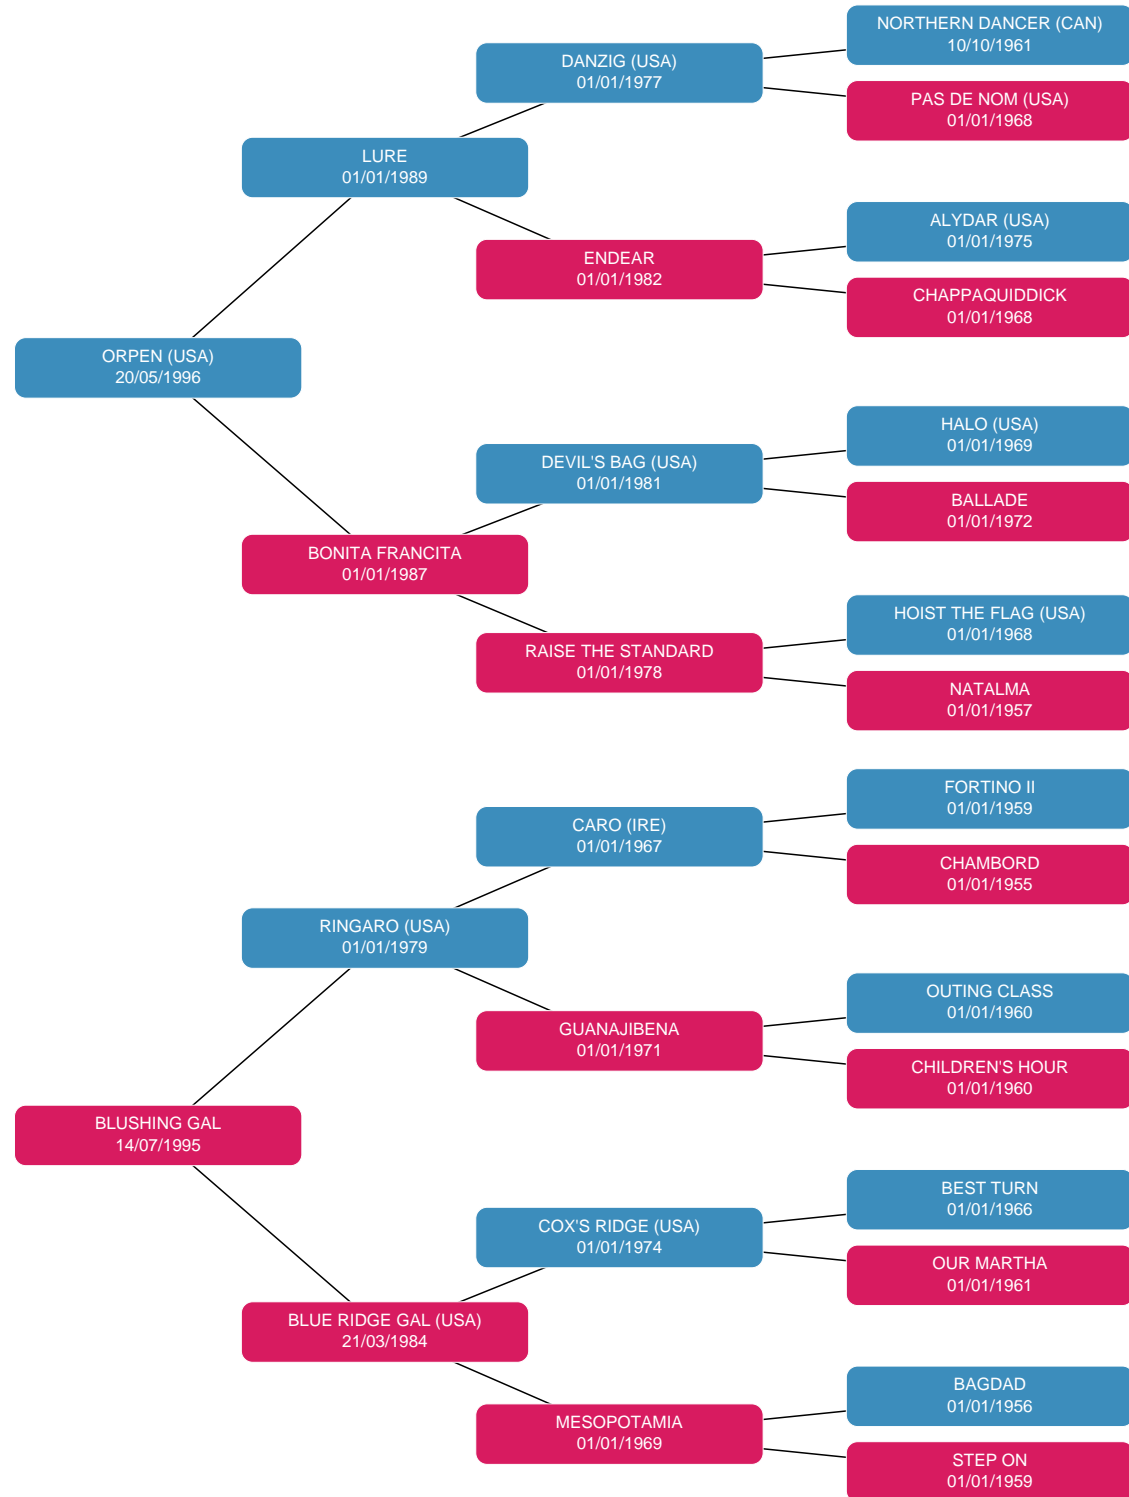 NORTHERN DANCER (CAN)
10/10/1961
DANZIG (USA)
01/01/1977
PAS DE NOM (USA)
01/01/1968
LURE
01/01/1989
ALYDAR (USA)
01/01/1975
ENDEAR
01/01/1982
CHAPPAQUIDDICK
01/01/1968
ORPEN (USA)
20/05/1996
HALO (USA)
01/01/1969
DEVIL'S BAG (USA)
01/01/1981
BALLADE
01/01/1972
BONITA FRANCITA
01/01/1987
HOIST THE FLAG (USA)
01/01/1968
RAISE THE STANDARD
01/01/1978
NATALMA
01/01/1957
FORTINO II
01/01/1959
CARO (IRE)
01/01/1967
CHAMBORD
01/01/1955
RINGARO (USA)
01/01/1979
OUTING CLASS
01/01/1960
GUANAJIBENA
01/01/1971
CHILDREN'S HOUR
01/01/1960
BLUSHING GAL
14/07/1995
BEST TURN
01/01/1966
COX'S RIDGE (USA)
01/01/1974
OUR MARTHA
01/01/1961
BLUE RIDGE GAL (USA)
21/03/1984
BAGDAD
01/01/1956
MESOPOTAMIA
01/01/1969
STEP ON
01/01/1959